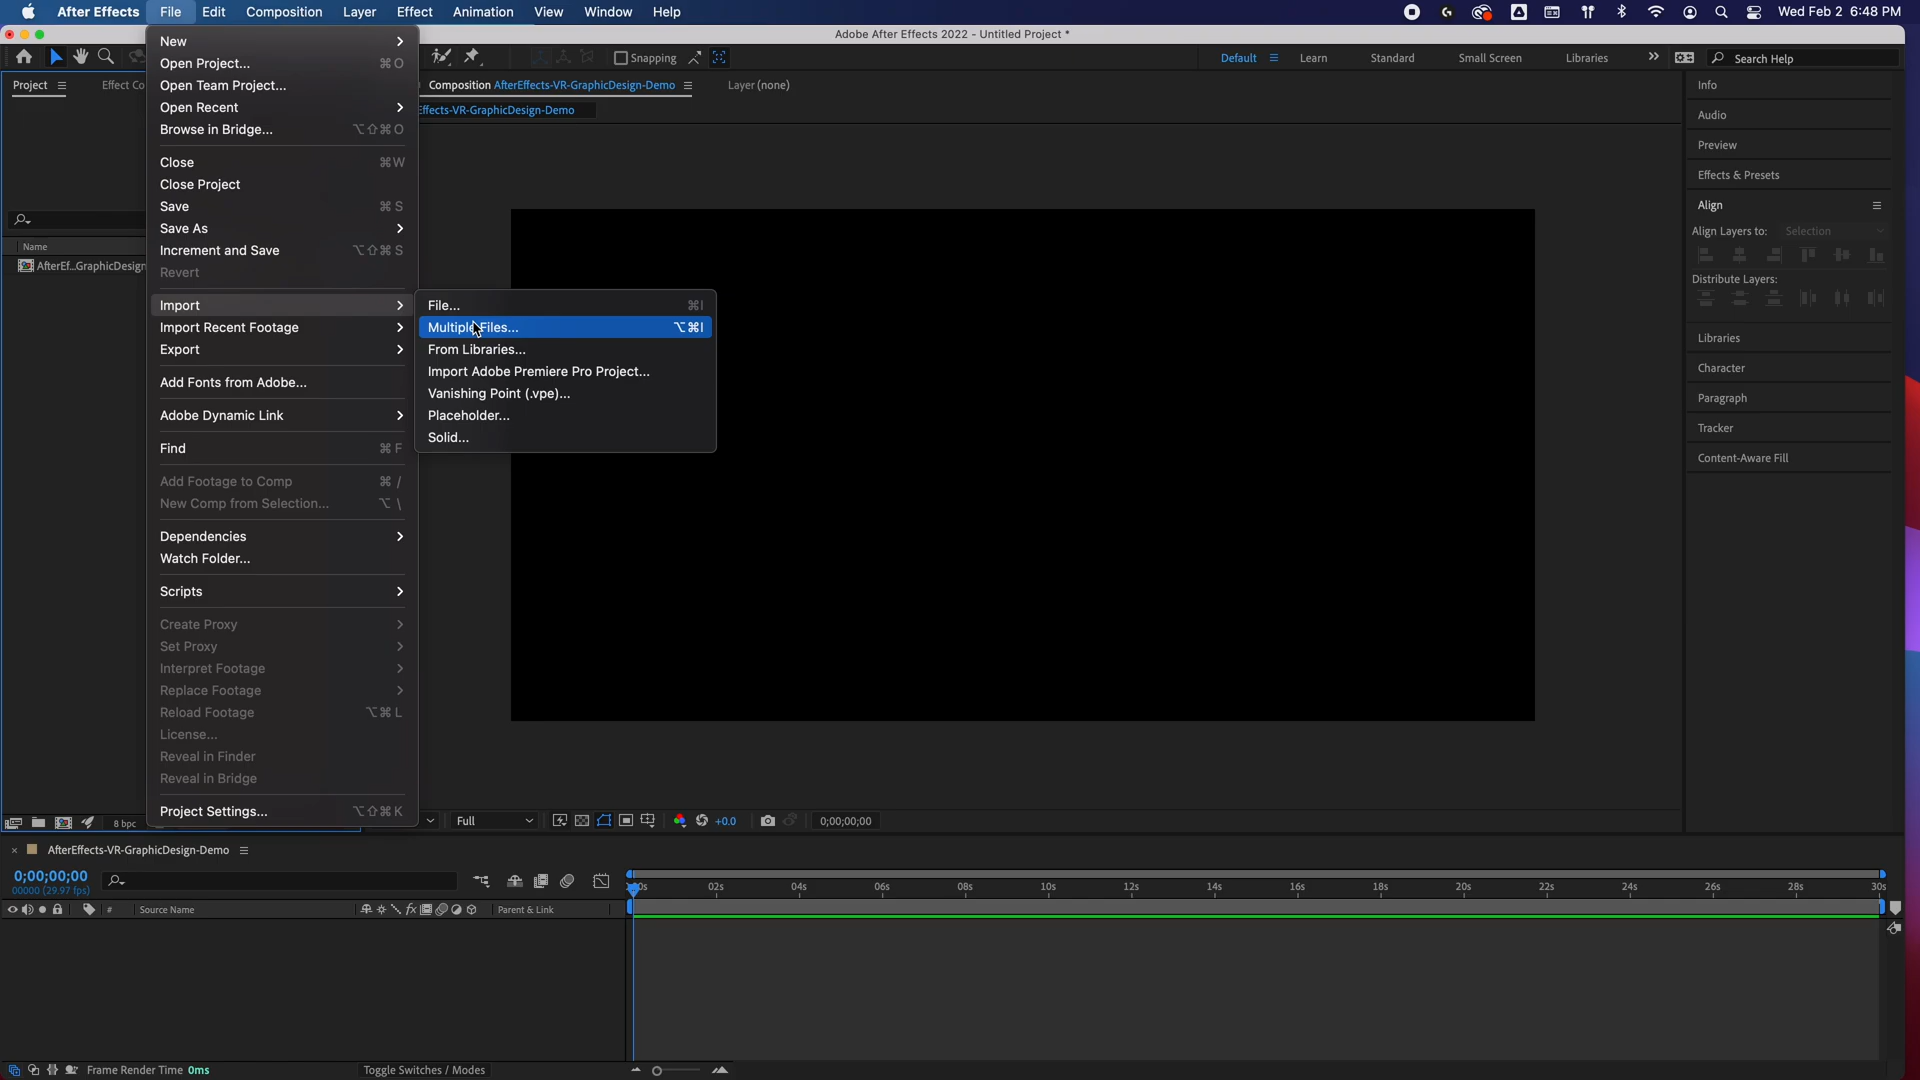 After Effects File Edit Composition Layer Effect Animation View Window Help Wed Feb 2 6:48 PM
Adobe After Effects 2022 - Untitled Project *
Snapping Default Learn Standard Small Screen Libraries » Search Help
Project Effect Co Composition AfterEffects-VR-GraphicDesign-Demo Layer (none)
Effects-VR-GraphicDesign-Demo
Name
AfterEf...GraphicDesign
New
Open Project... ⌘O
Open Team Project...
Open Recent
Browse in Bridge... ⌥⇧⌘O
Close ⌘W
Close Project
Save ⌘S
Save As
Increment and Save ⌥⇧⌘S
Revert
Import
Import Recent Footage
Export
Add Fonts from Adobe...
Adobe Dynamic Link
Find ⌘F
Add Footage to Comp ⌘/
New Comp from Selection... ⌥\
Dependencies
Watch Folder...
Scripts
Create Proxy
Set Proxy
Interpret Footage
Replace Footage
Reload Footage ⌥⌘L
License...
Reveal in Finder
Reveal in Bridge
Project Settings... ⌥⇧⌘K
File... ⌘I
Multiple Files... ⌥⌘I
From Libraries...
Import Adobe Premiere Pro Project...
Vanishing Point (.vpe)...
Placeholder...
Solid...
Info
Audio
Preview
Effects & Presets
Align
Align Layers to: Selection
Distribute Layers:
Libraries
Character
Paragraph
Tracker
Content-Aware Fill
8 bpc Full +0.0 0;00;00;00
× AfterEffects-VR-GraphicDesign-Demo
0;00;00;00
00000 (29.97 fps)
02s 04s 06s 08s 10s 12s 14s 16s 18s 20s 22s 24s 26s 28s 30s
# Source Name fx Parent & Link
Frame Render Time 0ms Toggle Switches / Modes